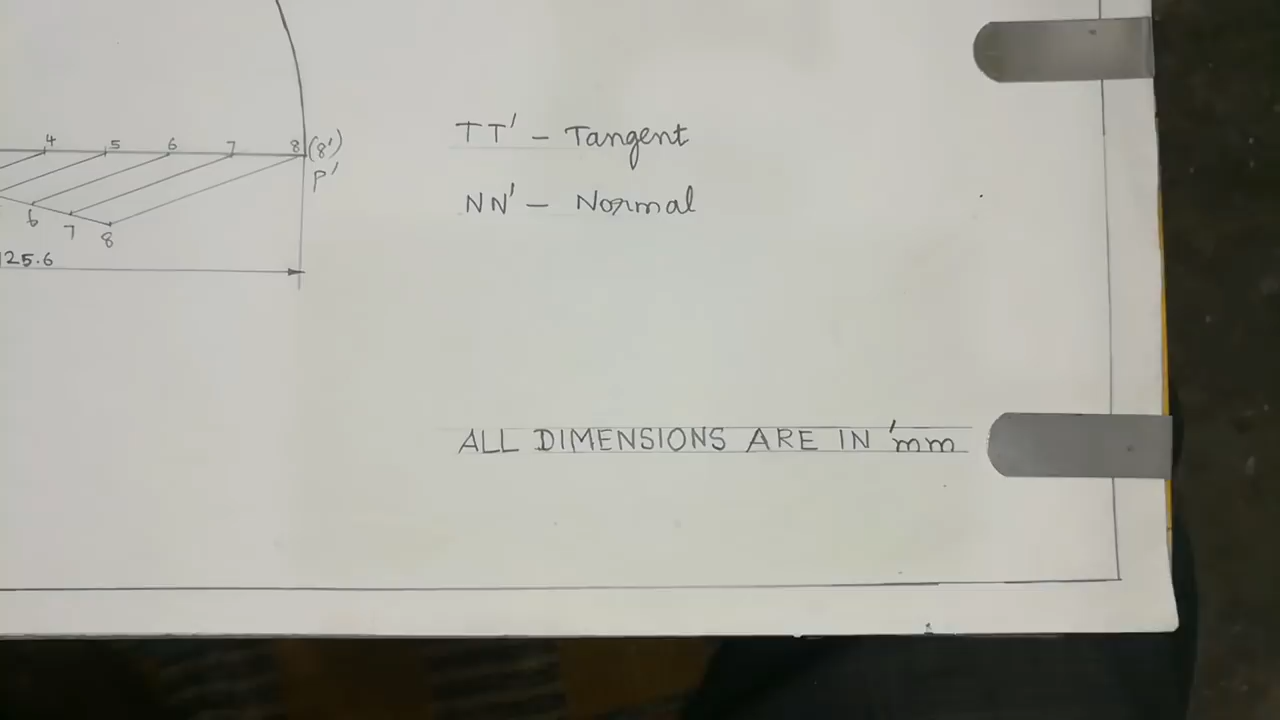 4 5 6 7 8 (8')
P'
6 7 8
125.6
TT' - Tangent
NN' - Normal
ALL DIMENSIONS ARE IN 'mm